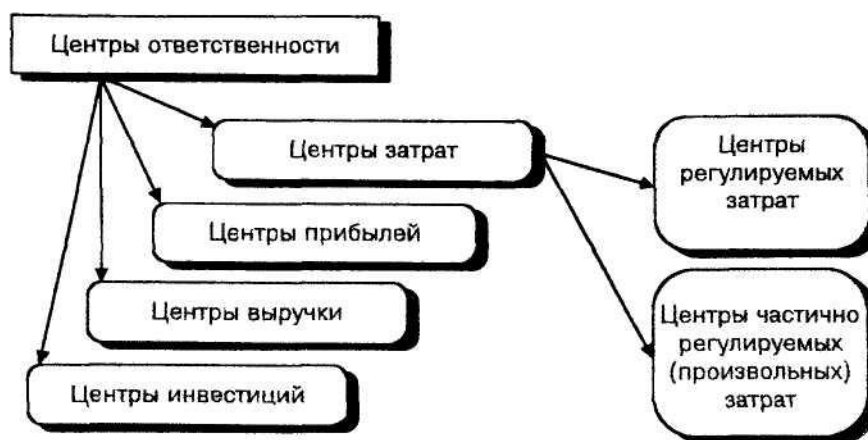 Центры ответственности
Центры затрат
Центры
регулируемых
затрат
Центры прибылей
Центры выручки
Центры частично
регулируемых
(произвольных)
затрат
Центры инвестиций